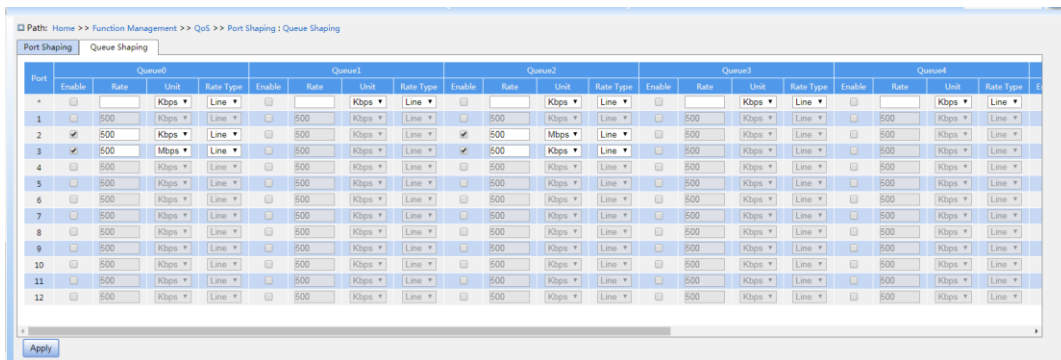 Path: Home >> Function Management >> QoS >> Port Shaping : Queue Shaping
Port Shaping Queue Shaping
Port Queue0 Queue1 Queue2 Queue3 Queue4
Enable Rate Unit Rate Type Enable Rate Unit Rate Type Enable Rate Unit Rate Type Enable Rate Unit Rate Type Enable Rate Unit Rate Type
* Kbps Line Kbps Line Kbps Line Kbps Line Kbps Line
1 500 Kbps Line 500 Kbps Line 500 Kbps Line 500 Kbps Line 500 Kbps Line
2 500 Kbps Line 500 Kbps Line 500 Mbps Line 500 Kbps Line 500 Kbps Line
3 500 Mbps Line 500 Kbps Line 500 Kbps Line 500 Kbps Line 500 Kbps Line
4 500 Kbps Line 500 Kbps Line 500 Kbps Line 500 Kbps Line 500 Kbps Line
5 500 Kbps Line 500 Kbps Line 500 Kbps Line 500 Kbps Line 500 Kbps Line
6 500 Kbps Line 500 Kbps Line 500 Kbps Line 500 Kbps Line 500 Kbps Line
7 500 Kbps Line 500 Kbps Line 500 Kbps Line 500 Kbps Line 500 Kbps Line
8 500 Kbps Line 500 Kbps Line 500 Kbps Line 500 Kbps Line 500 Kbps Line
9 500 Kbps Line 500 Kbps Line 500 Kbps Line 500 Kbps Line 500 Kbps Line
10 500 Kbps Line 500 Kbps Line 500 Kbps Line 500 Kbps Line 500 Kbps Line
11 500 Kbps Line 500 Kbps Line 500 Kbps Line 500 Kbps Line 500 Kbps Line
12 500 Kbps Line 500 Kbps Line 500 Kbps Line 500 Kbps Line 500 Kbps Line
Apply